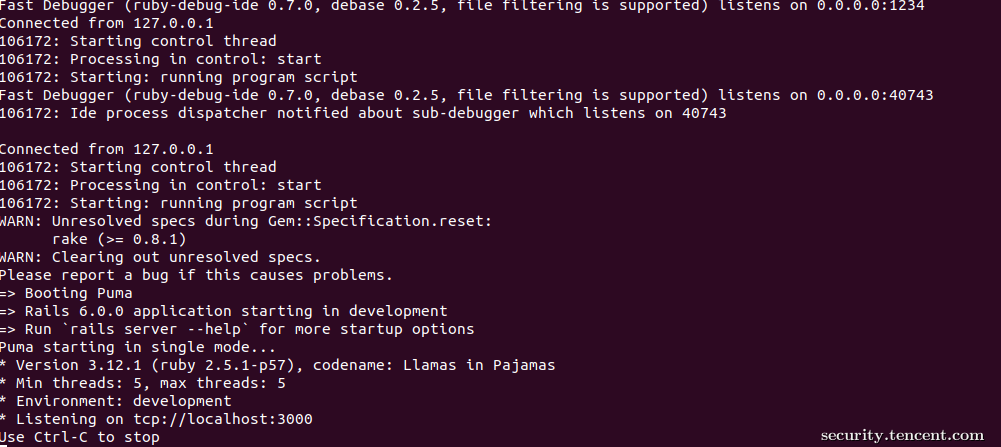 Fast Debugger (ruby-debug-ide 0.7.0, debase 0.2.5, file filtering is supported) listens on 0.0.0.0:1234
Connected from 127.0.0.1
106172: Starting control thread
106172: Processing in control: start
106172: Starting: running program script
Fast Debugger (ruby-debug-ide 0.7.0, debase 0.2.5, file filtering is supported) listens on 0.0.0.0:40743
106172: Ide process dispatcher notified about sub-debugger which listens on 40743
Connected from 127.0.0.1
106172: Starting control thread
106172: Processing in control: start
106172: Starting: running program script
WARN: Unresolved specs during Gem::Specification.reset:
      rake (>= 0.8.1)
WARN: Clearing out unresolved specs.
Please report a bug if this causes problems.
=> Booting Puma
=> Rails 6.0.0 application starting in development
=> Run `rails server --help` for more startup options
Puma starting in single mode...
* Version 3.12.1 (ruby 2.5.1-p57), codename: Llamas in Pajamas
* Min threads: 5, max threads: 5
* Environment: development
* Listening on tcp://localhost:3000
Use Ctrl-C to stop
security.tencent.com